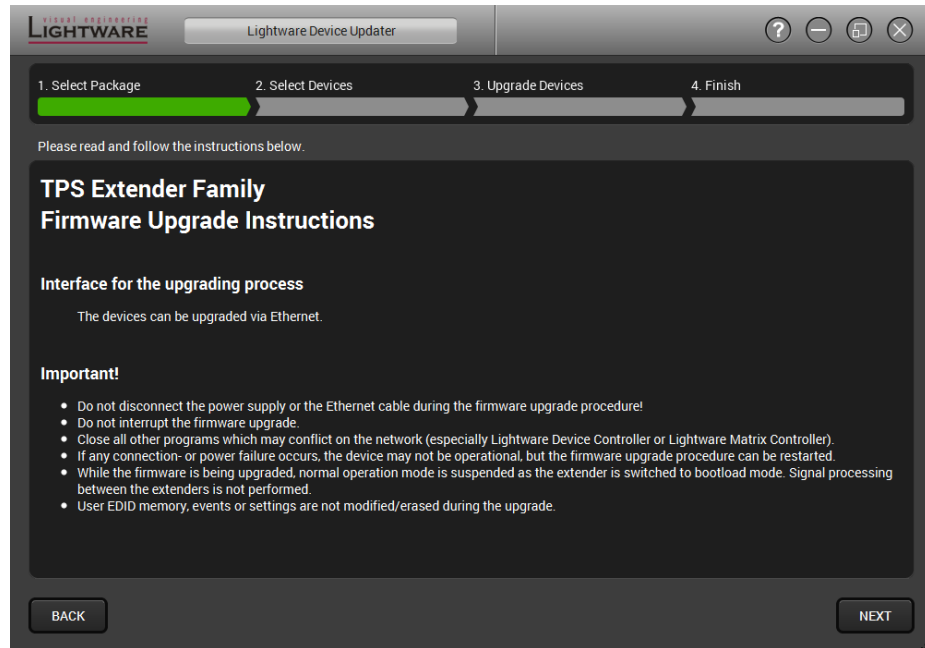 visual engineering
LIGHTWARE
Lightware Device Updater
?
1. Select Package
2. Select Devices
3. Upgrade Devices
4. Finish
Please read and follow the instructions below.
TPS Extender Family
Firmware Upgrade Instructions
Interface for the upgrading process
The devices can be upgraded via Ethernet.
Important!
• Do not disconnect the power supply or the Ethernet cable during the firmware upgrade procedure!
• Do not interrupt the firmware upgrade.
• Close all other programs which may conflict on the network (especially Lightware Device Controller or Lightware Matrix Controller).
• If any connection- or power failure occurs, the device may not be operational, but the firmware upgrade procedure can be restarted.
• While the firmware is being upgraded, normal operation mode is suspended as the extender is switched to bootload mode. Signal processing
between the extenders is not performed.
• User EDID memory, events or settings are not modified/erased during the upgrade.
BACK
NEXT